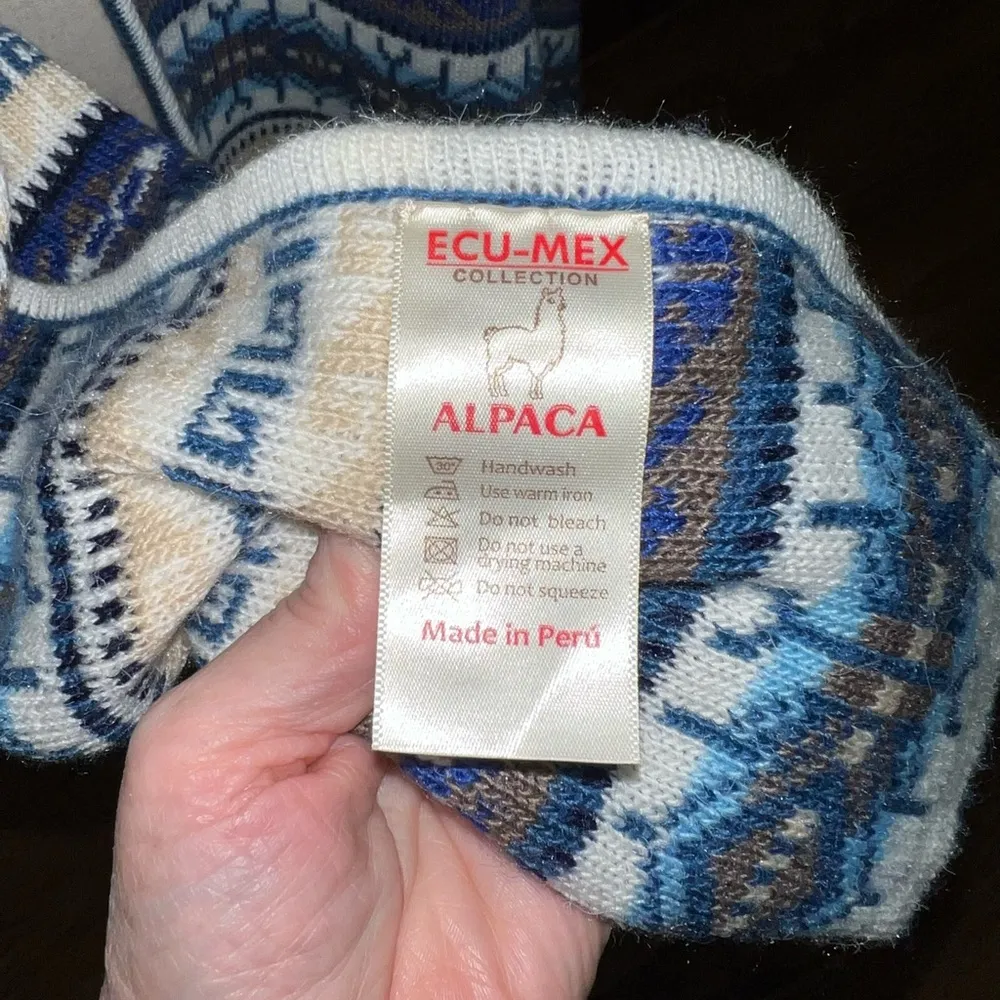 ECU-MEX
COLLECTION
ALPACA
30° Handwash
Use warm iron
Do not bleach
Do not use a
drying machine
Do not squeeze
Made in Perú